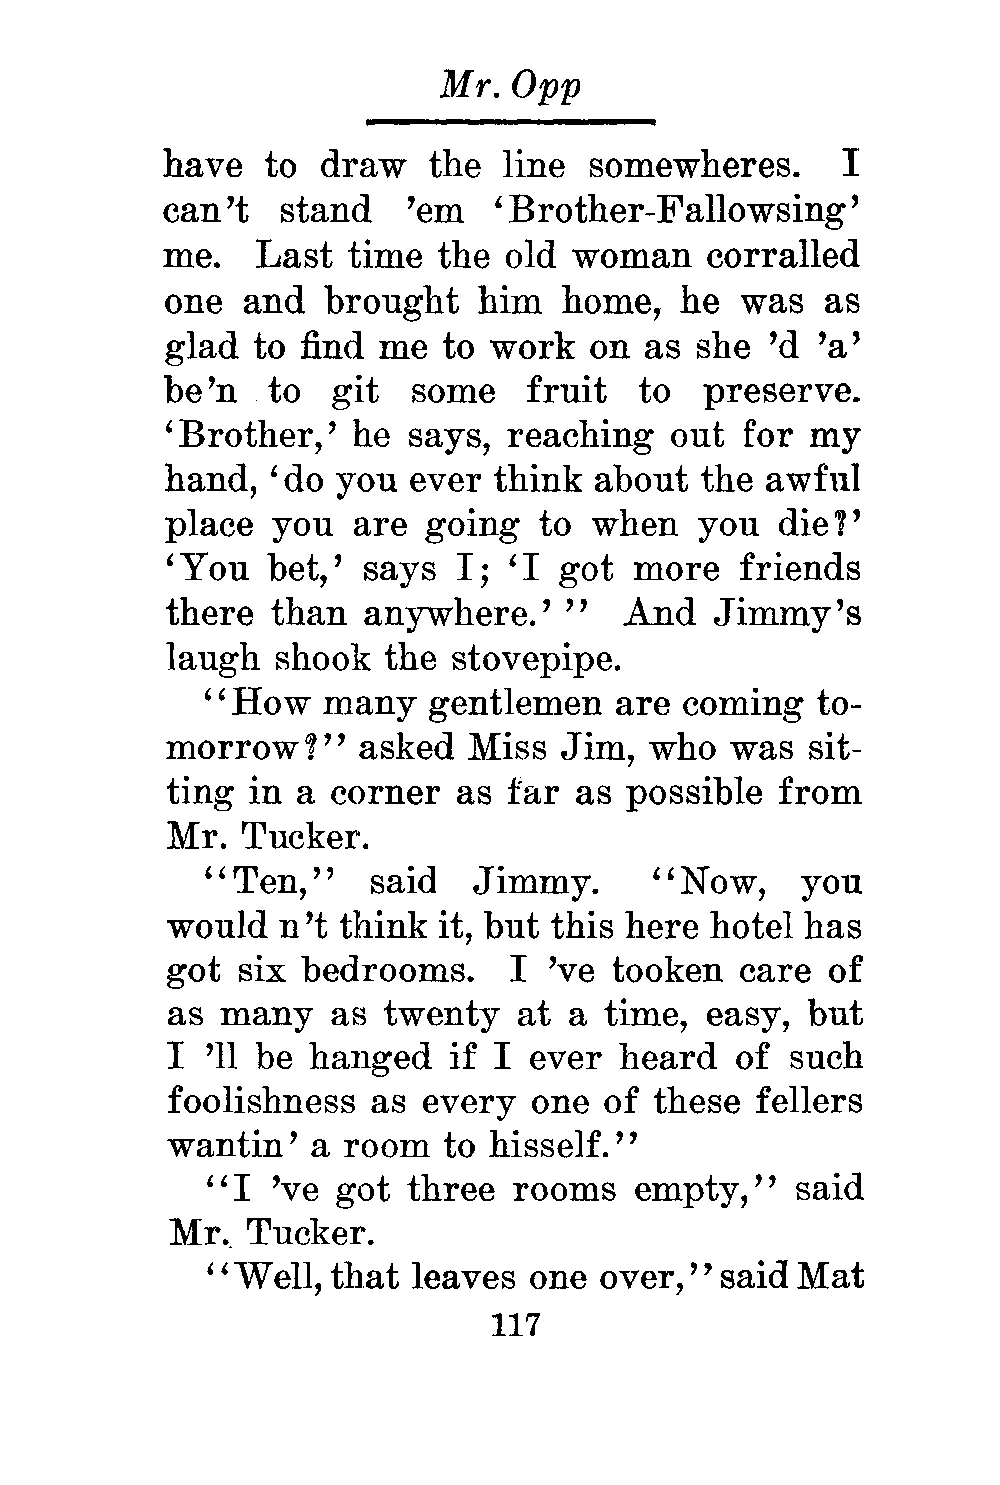 Mr. Opp
have to draw the line somewheres. I
can't stand 'em 'Brother-Fallowsing'
me. Last time the old woman corralled
one and brought him home, he was as
glad to find me to work on as she 'd 'a'
be'n to git some fruit to preserve.
'Brother,' he says, reaching out for my
hand, 'do you ever think about the awful
place you are going to when you die?'
'You bet,' says I; 'I got more friends
there than anywhere.' " And Jimmy's
laugh shook the stovepipe.
"How many gentlemen are coming to-
morrow?" asked Miss Jim, who was sit-
ting in a corner as far as possible from
Mr. Tucker.
"Ten," said Jimmy. "Now, you
would n't think it, but this here hotel has
got six bedrooms. I 've tooken care of
as many as twenty at a time, easy, but
I 'll be hanged if I ever heard of such
foolishness as every one of these fellers
wantin' a room to hisself."
"I 've got three rooms empty," said
Mr. Tucker.
"Well, that leaves one over," said Mat
117